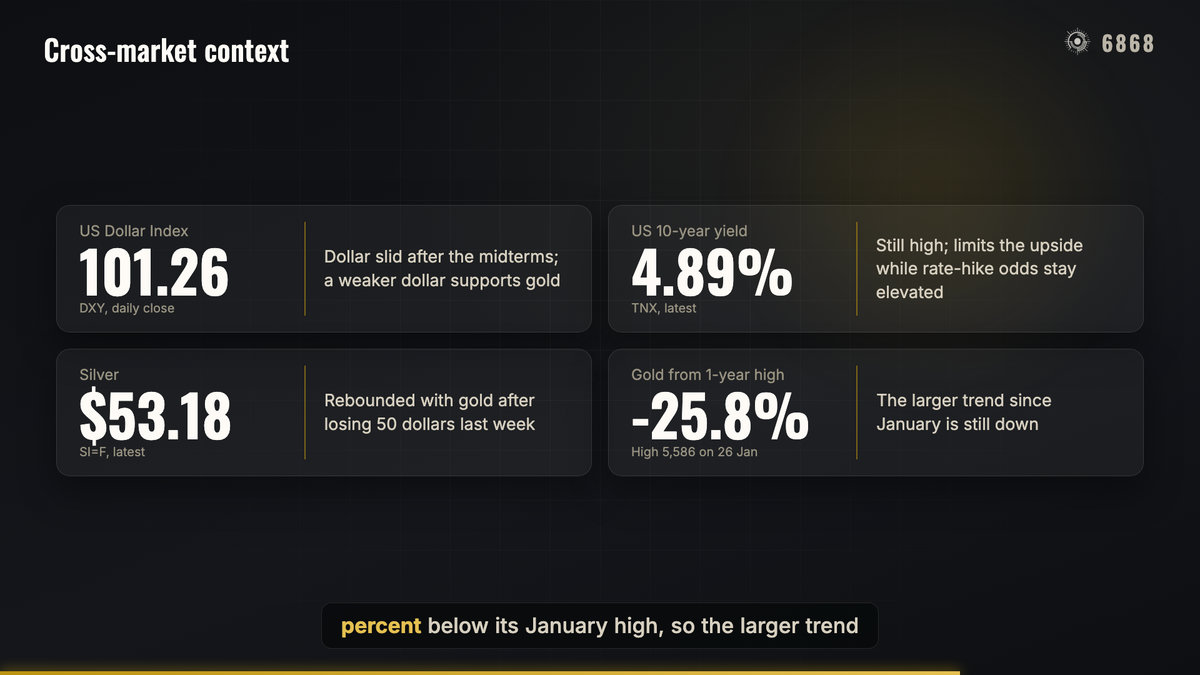 Cross-market context
6868
US Dollar Index
101.26
DXY, daily close
Dollar slid after the midterms;
a weaker dollar supports gold
US 10-year yield
4.89%
TNX, latest
Still high; limits the upside
while rate-hike odds stay
elevated
Silver
$53.18
SI=F, latest
Rebounded with gold after
losing 50 dollars last week
Gold from 1-year high
-25.8%
High 5,586 on 26 Jan
The larger trend since
January is still down
percent below its January high, so the larger trend